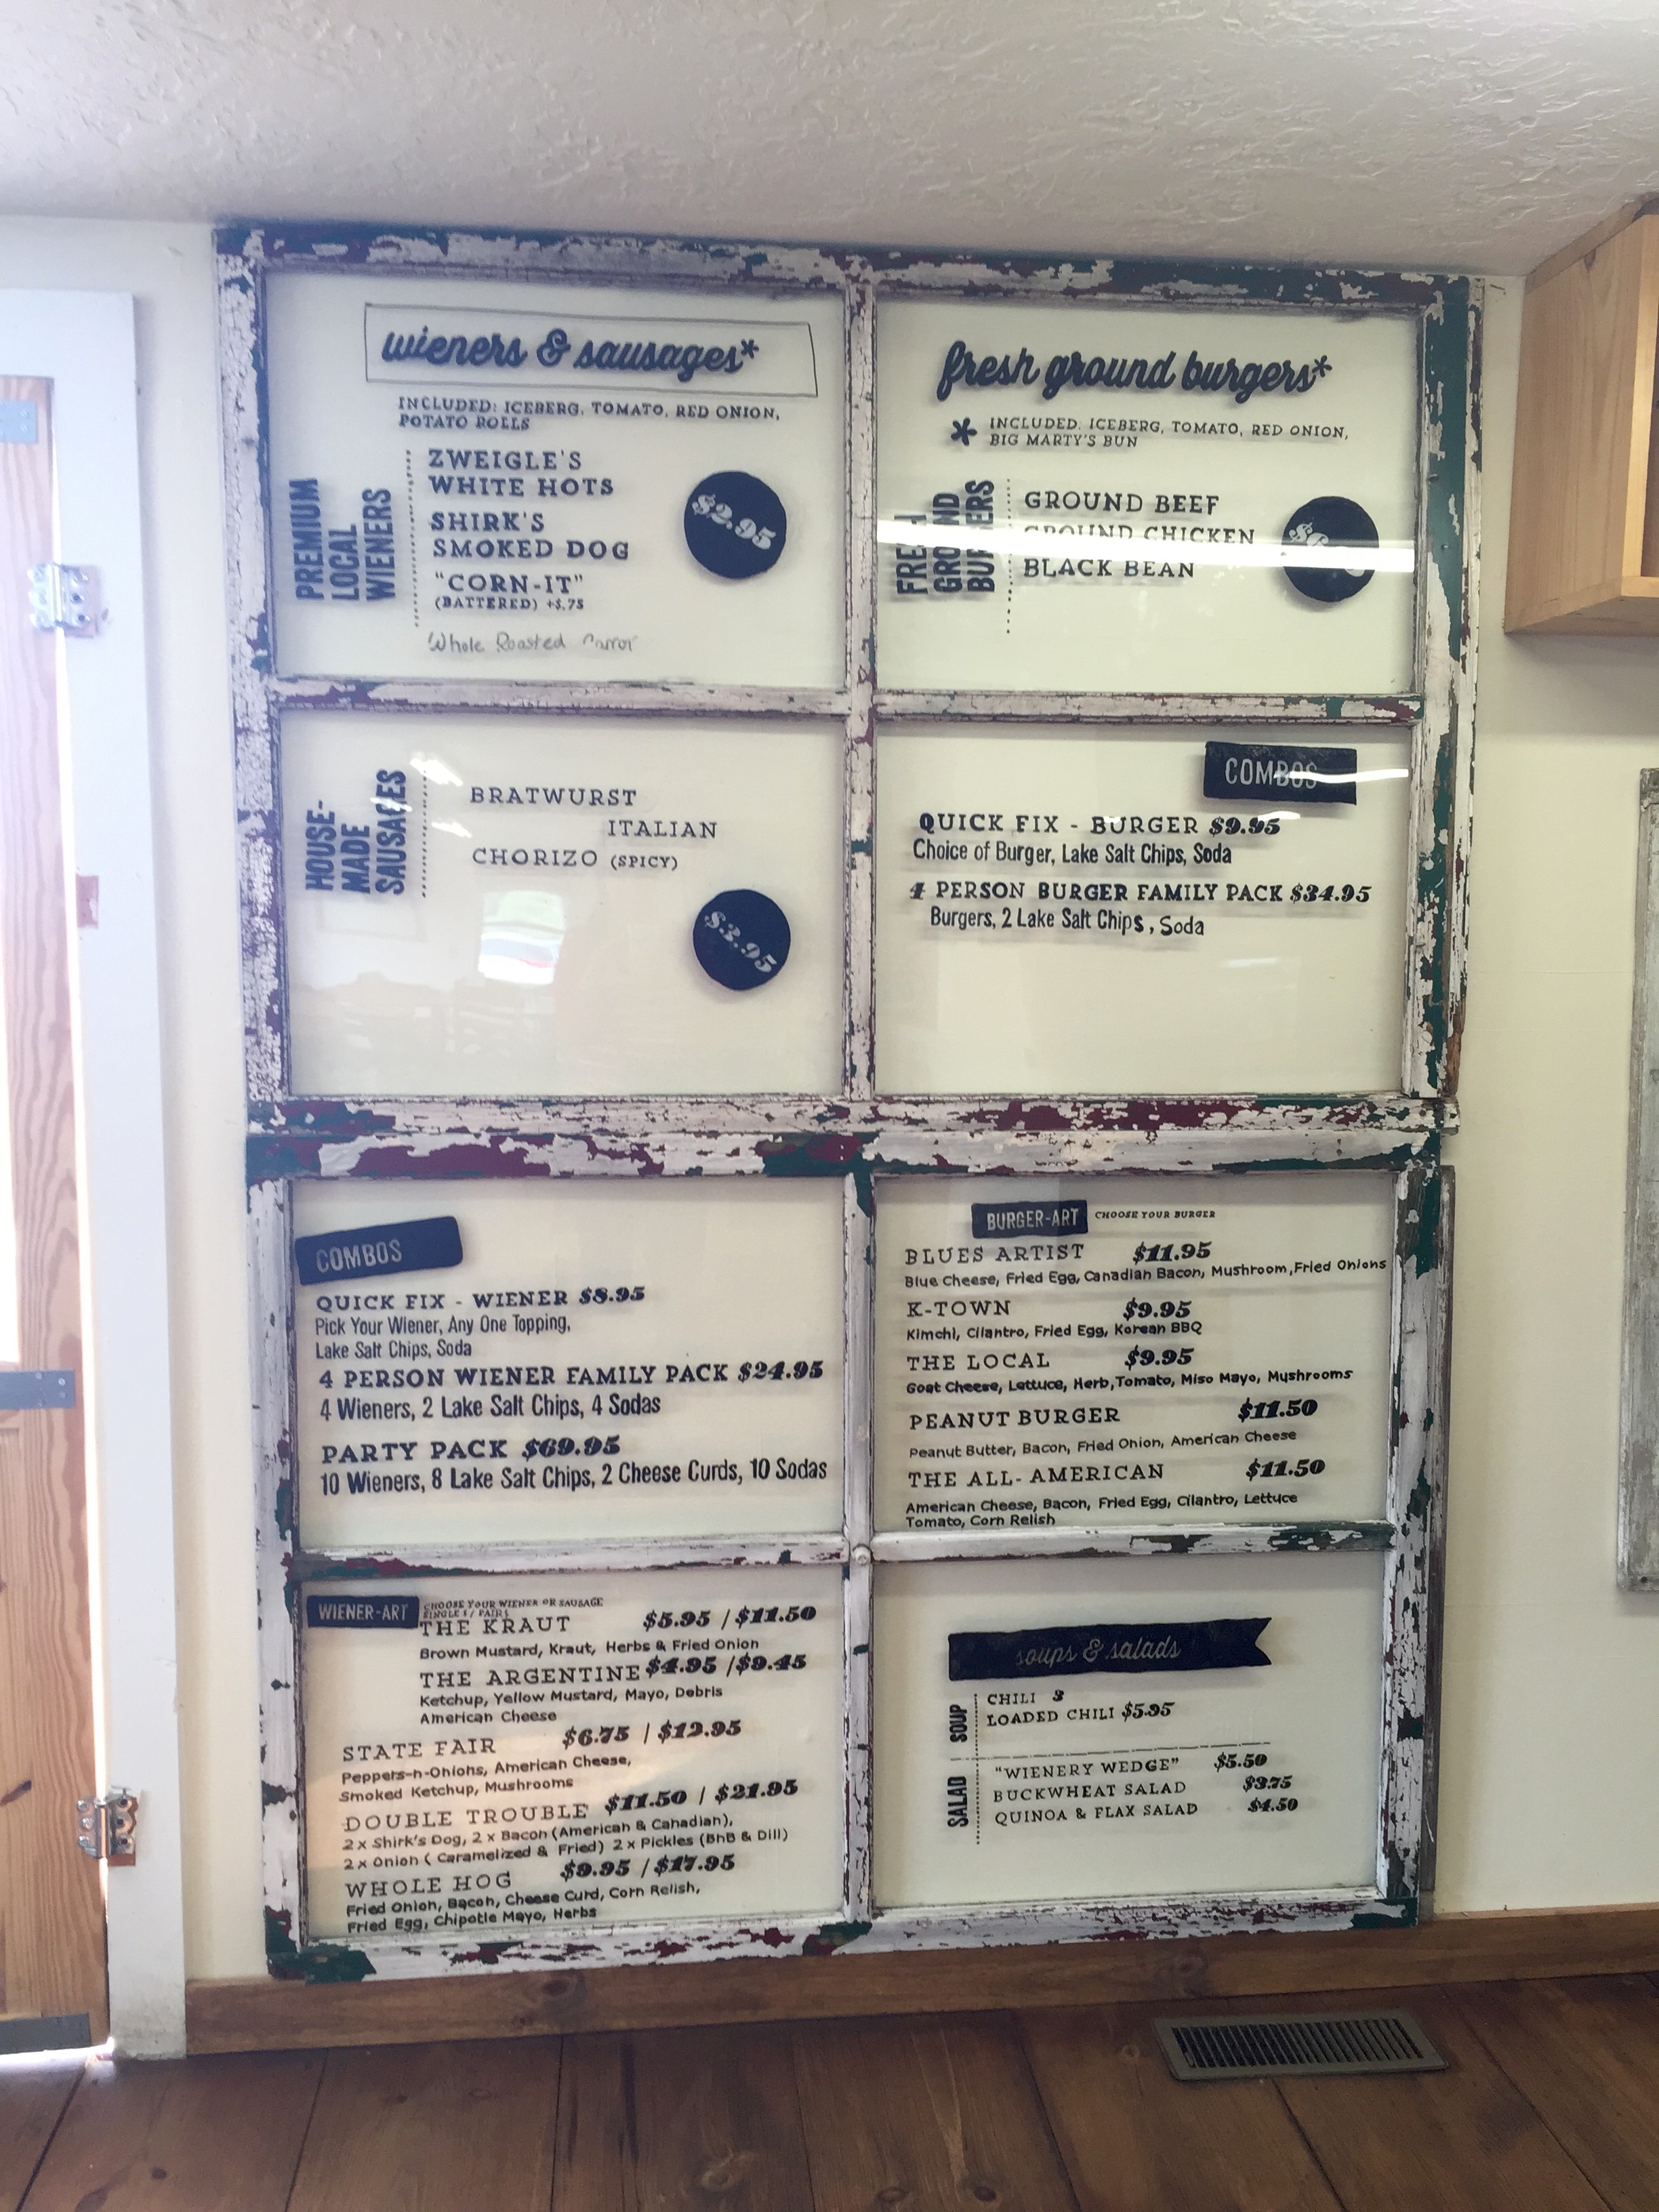 wieners & sausages*
INCLUDED: ICEBERG, TOMATO, RED ONION,
POTATO ROLLS
PREMIUM
LOCAL
WIENERS
ZWEIGLE'S
WHITE HOTS
SHIRK'S
SMOKED DOG
"CORN-IT"
(BATTERED) +$.75
Whole Roasted Carrot
$2.95
fresh ground burgers*
* INCLUDED: ICEBERG, TOMATO, RED ONION,
BIG MARTY'S BUN
GROUND
GROUND BEEF
GROUND CHICKEN
BLACK BEAN
HOUSE-
MADE
SAUSAGES
BRATWURST
ITALIAN
CHORIZO (SPICY)
$3.95
COMBOS
QUICK FIX - BURGER $9.95
Choice of Burger, Lake Salt Chips, Soda
4 PERSON BURGER FAMILY PACK $34.95
Burgers, 2 Lake Salt Chips, Soda
COMBOS
QUICK FIX - WIENER $8.95
Pick Your Wiener, Any One Topping,
Lake Salt Chips, Soda
4 PERSON WIENER FAMILY PACK $24.95
4 Wieners, 2 Lake Salt Chips, 4 Sodas
PARTY PACK $69.95
10 Wieners, 8 Lake Salt Chips, 2 Cheese Curds, 10 Sodas
BURGER-ART CHOOSE YOUR BURGER
BLUES ARTIST $11.95
Blue Cheese, Fried Egg, Canadian Bacon, Mushroom, Fried Onions
K-TOWN $9.95
Kimchi, Cilantro, Fried Egg, Korean BBQ
THE LOCAL $9.95
Goat Cheese, Lettuce, Herb, Tomato, Miso Mayo, Mushrooms
PEANUT BURGER $11.50
Peanut Butter, Bacon, Fried Onion, American Cheese
THE ALL-AMERICAN $11.50
American Cheese, Bacon, Fried Egg, Cilantro, Lettuce
Tomato, Corn Relish
WIENER-ART CHOOSE YOUR WIENER OR SAUSAGE
SINGLE $ / PAIR $
THE KRAUT $5.95 / $11.50
Brown Mustard, Kraut, Herbs & Fried Onion
THE ARGENTINE $4.95 / $9.45
Ketchup, Yellow Mustard, Mayo, Debris
American Cheese
STATE FAIR $6.75 / $12.95
Peppers-n-Onions, American Cheese,
Smoked Ketchup, Mushrooms
DOUBLE TROUBLE $11.50 / $21.95
2 x Shirk's Dog, 2 x Bacon (American & Canadian),
2 x Onion (Caramelized & Fried) 2 x Pickles (BnB & Dill)
WHOLE HOG $9.95 / $17.95
Fried Onion, Bacon, Cheese Curd, Corn Relish,
Fried Egg, Chipotle Mayo, Herbs
soups & salads
SOUP
CHILI 3
LOADED CHILI $5.95
SALAD
"WIENERY WEDGE" $5.50
BUCKWHEAT SALAD $3.75
QUINOA & FLAX SALAD $4.50